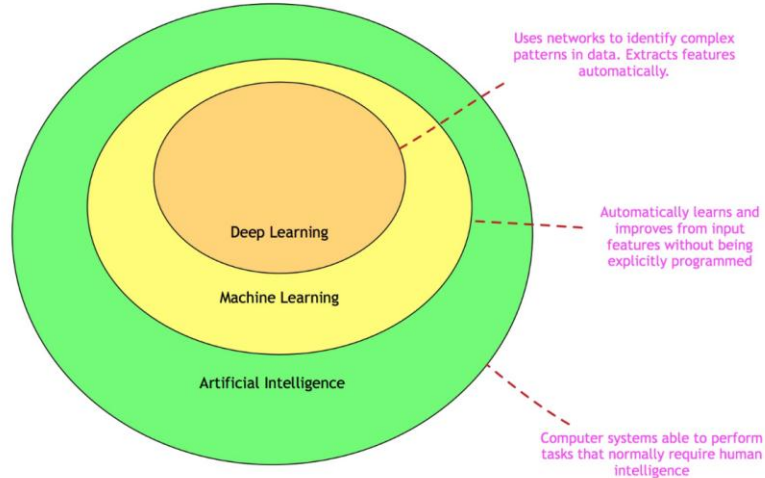 Uses networks to identify complex
patterns in data. Extracts features
automatically.
Automatically learns and
improves from input
features without being
explicitly programmed
Deep Learning
Machine Learning
Artificial Intelligence
Computer systems able to perform
tasks that normally require human
intelligence